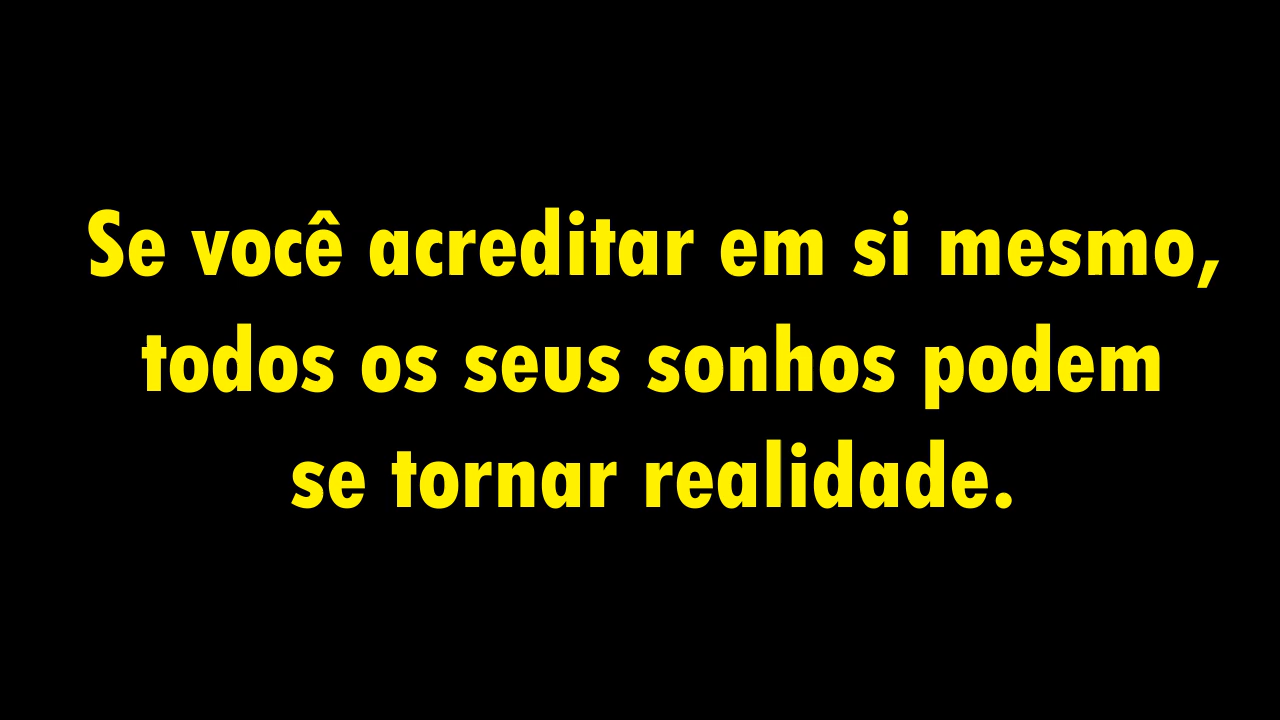 Se você acreditar em si mesmo,
todos os seus sonhos podem
se tornar realidade.